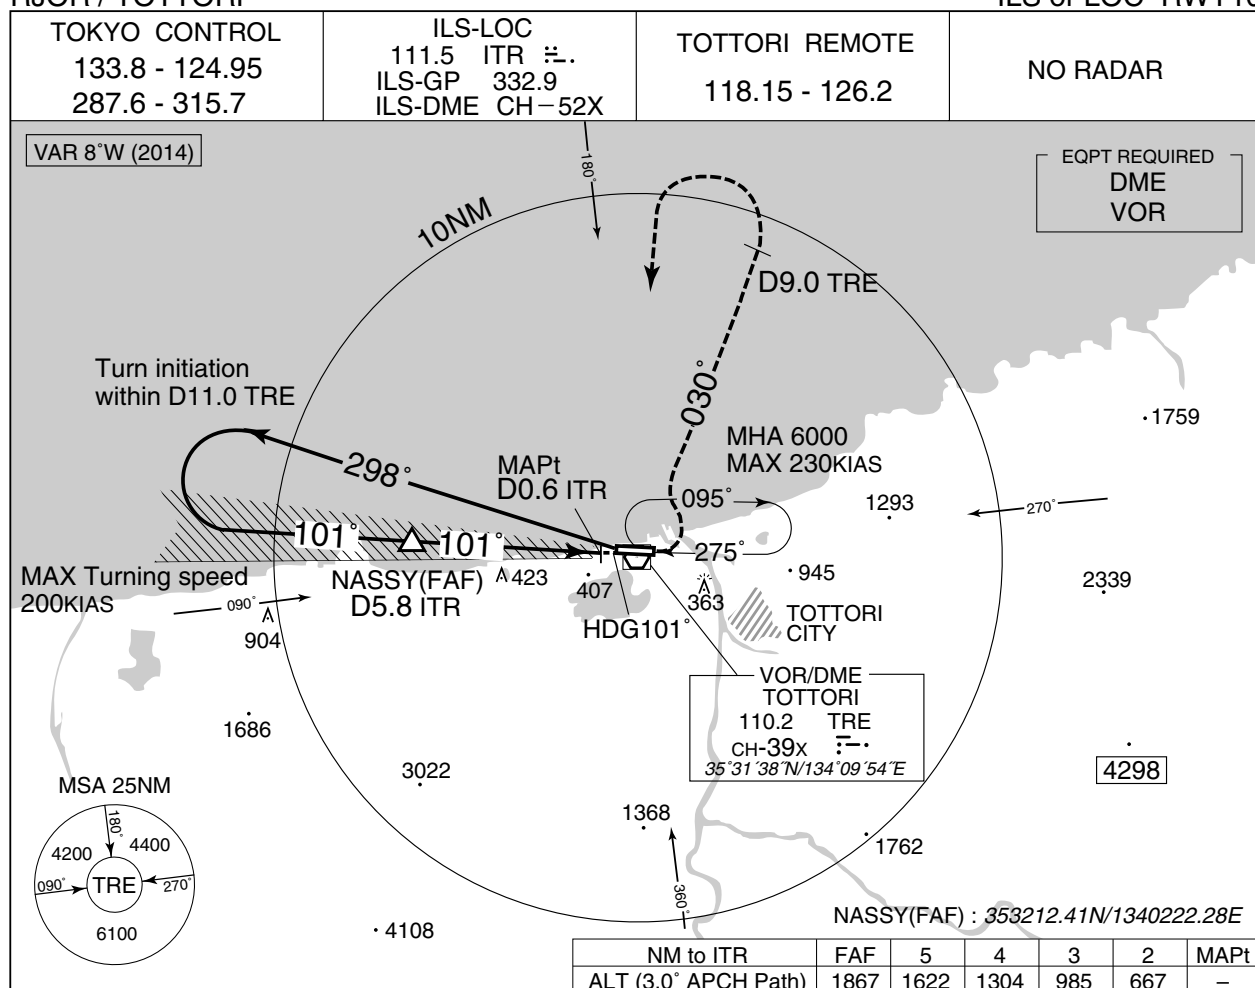 RJOR / TOTTORI
ILS or LOC RWY10
TOKYO CONTROL
133.8 - 124.95
287.6 - 315.7
ILS-LOC
111.5 ITR
ILS-GP 332.9
ILS-DME CH-52X
TOTTORI REMOTE
118.15 - 126.2
NO RADAR
VAR 8°W (2014)
EQPT REQUIRED
DME
VOR
180°
10NM
D9.0 TRE
Turn initiation
within D11.0 TRE
030°
1759
298°
MAPt
D0.6 ITR
MHA 6000
MAX 230KIAS
095°
1293
270°
101°
101°
275°
MAX Turning speed
200KIAS
NASSY(FAF)
D5.8 ITR
423
407
363
945
2339
090°
904
HDG101°
TOTTORI
CITY
VOR/DME
TOTTORI
110.2 TRE
CH-39X
35°31′38″N/134°09′54″E
1686
3022
4298
MSA 25NM
180°
4200
4400
090°
TRE
270°
6100
1368
1762
360°
4108
NASSY(FAF) : 353212.41N/1340222.28E
NM to ITR FAF 5 4 3 2 MAPt
ALT (3.0° APCH Path) 1867 1622 1304 985 667 –